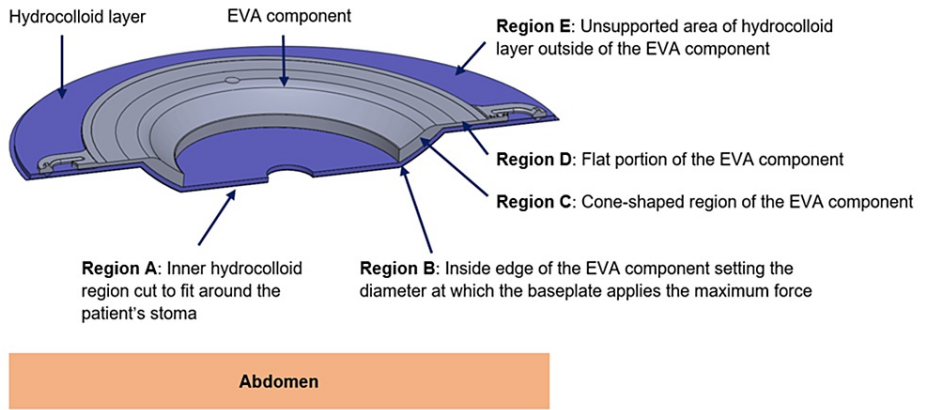 Hydrocolloid layer
EVA component
Region E: Unsupported area of hydrocolloid
layer outside of the EVA component
Region D: Flat portion of the EVA component
Region C: Cone-shaped region of the EVA component
Region A: Inner hydrocolloid
region cut to fit around the
patient's stoma
Region B: Inside edge of the EVA component setting the
diameter at which the baseplate applies the maximum force
Abdomen